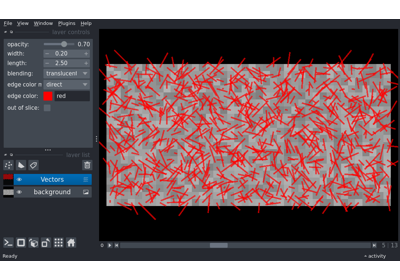 File View Window Plugins Help
layer controls
opacity: 0.70
width: 0.20
length: 2.50
blending: translucent
edge color m direct
edge color: red
out of slice:
layer list
Vectors
background
0 5 13
Ready activity